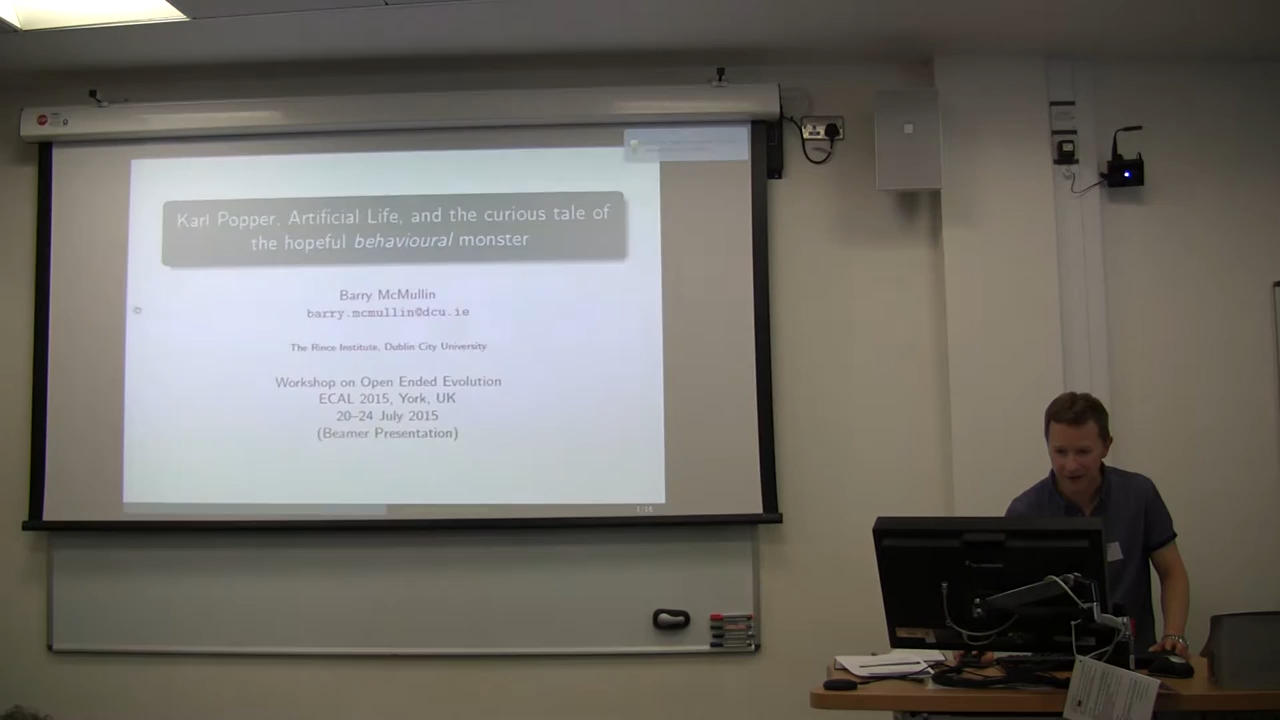 Karl Popper, Artificial Life, and the curious tale of
the hopeful behavioural monster
Barry McMullin
barry.mcmullin@dcu.ie
The Rince Institute, Dublin City University
Workshop on Open Ended Evolution
ECAL 2015, York, UK
20–24 July 2015
(Beamer Presentation)
1/16